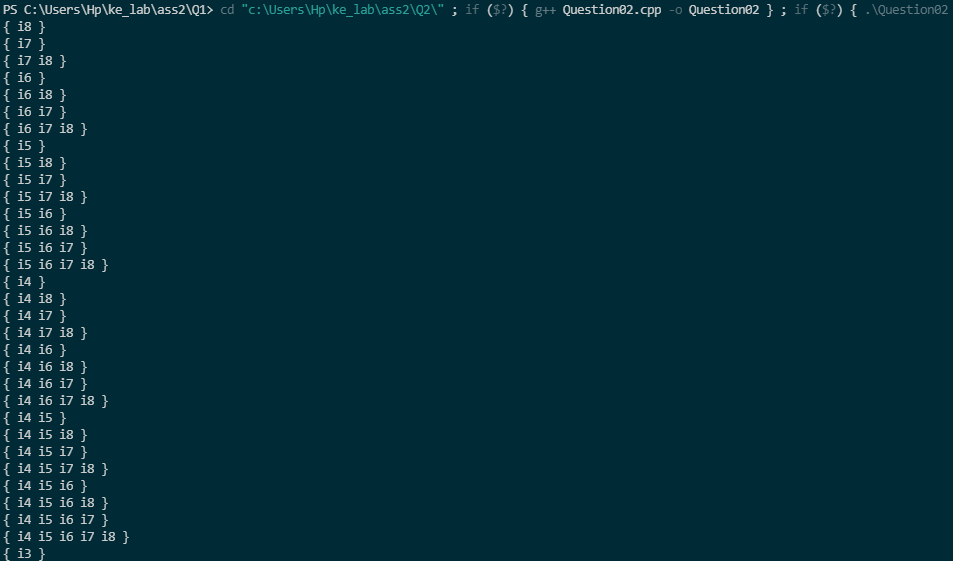 PS C:\Users\Hp\ke_lab\ass2\Q1> cd "c:\Users\Hp\ke_lab\ass2\Q2\" ; if ($?) { g++ Question02.cpp -o Question02 } ; if ($?) { .\Question02
{ i8 }
{ i7 }
{ i7 i8 }
{ i6 }
{ i6 i8 }
{ i6 i7 }
{ i6 i7 i8 }
{ i5 }
{ i5 i8 }
{ i5 i7 }
{ i5 i7 i8 }
{ i5 i6 }
{ i5 i6 i8 }
{ i5 i6 i7 }
{ i5 i6 i7 i8 }
{ i4 }
{ i4 i8 }
{ i4 i7 }
{ i4 i7 i8 }
{ i4 i6 }
{ i4 i6 i8 }
{ i4 i6 i7 }
{ i4 i6 i7 i8 }
{ i4 i5 }
{ i4 i5 i8 }
{ i4 i5 i7 }
{ i4 i5 i7 i8 }
{ i4 i5 i6 }
{ i4 i5 i6 i8 }
{ i4 i5 i6 i7 }
{ i4 i5 i6 i7 i8 }
{ i3 }